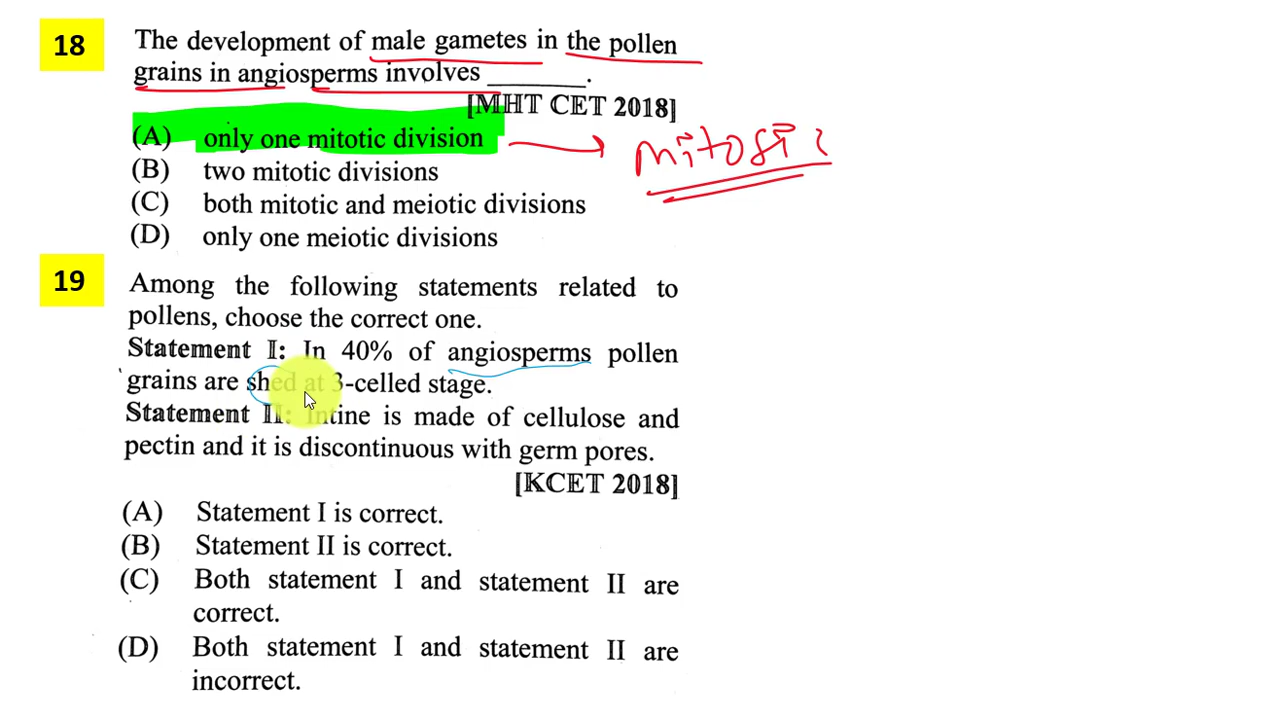 18
The development of male gametes in the pollen
grains in angiosperms involves ________.
[MHT CET 2018]
(A) only one mitotic division
mitosis
(B) two mitotic divisions
(C) both mitotic and meiotic divisions
(D) only one meiotic divisions
19
Among the following statements related to
pollens, choose the correct one.
Statement I: In 40% of angiosperms pollen
grains are shed at 3-celled stage.
Statement II: Intine is made of cellulose and
pectin and it is discontinuous with germ pores.
[KCET 2018]
(A) Statement I is correct.
(B) Statement II is correct.
(C) Both statement I and statement II are
correct.
(D) Both statement I and statement II are
incorrect.